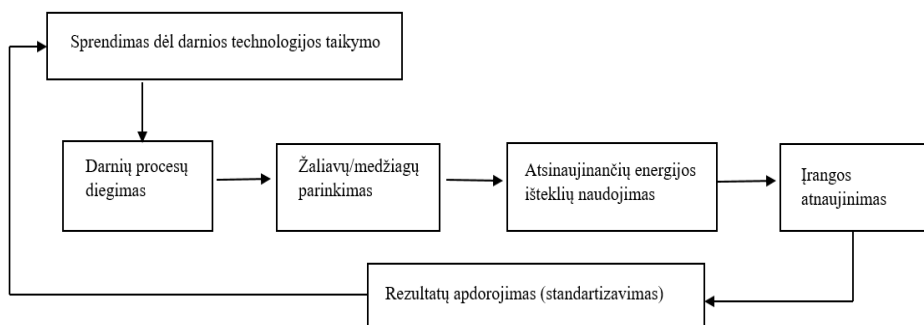 Sprendimas dėl darnios technologijos taikymo
Darnių procesų
diegimas
Žaliavų/medžiagų
parinkimas
Atsinaujinančių energijos
išteklių naudojimas
Įrangos
atnaujinimas
Rezultatų apdorojimas (standartizavimas)